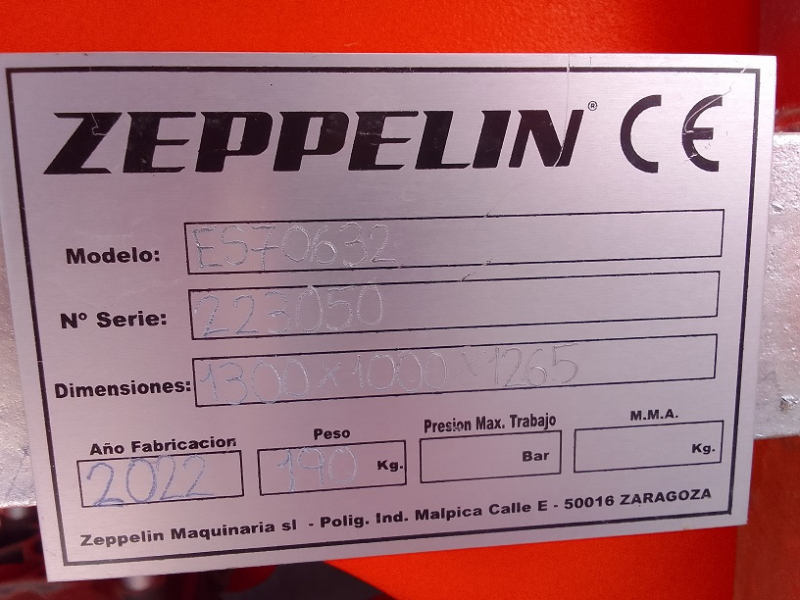 ZEPPELIN® CE
Modelo: ES70632
Nº Serie: 223050
Dimensiones: 1300x1000x1265
Año Fabricacion Peso Presion Max. Trabajo M.M.A.
2022 190 Kg. Bar Kg.
Zeppelin Maquinaria sl - Polig. Ind. Malpica Calle E - 50016 ZARAGOZA